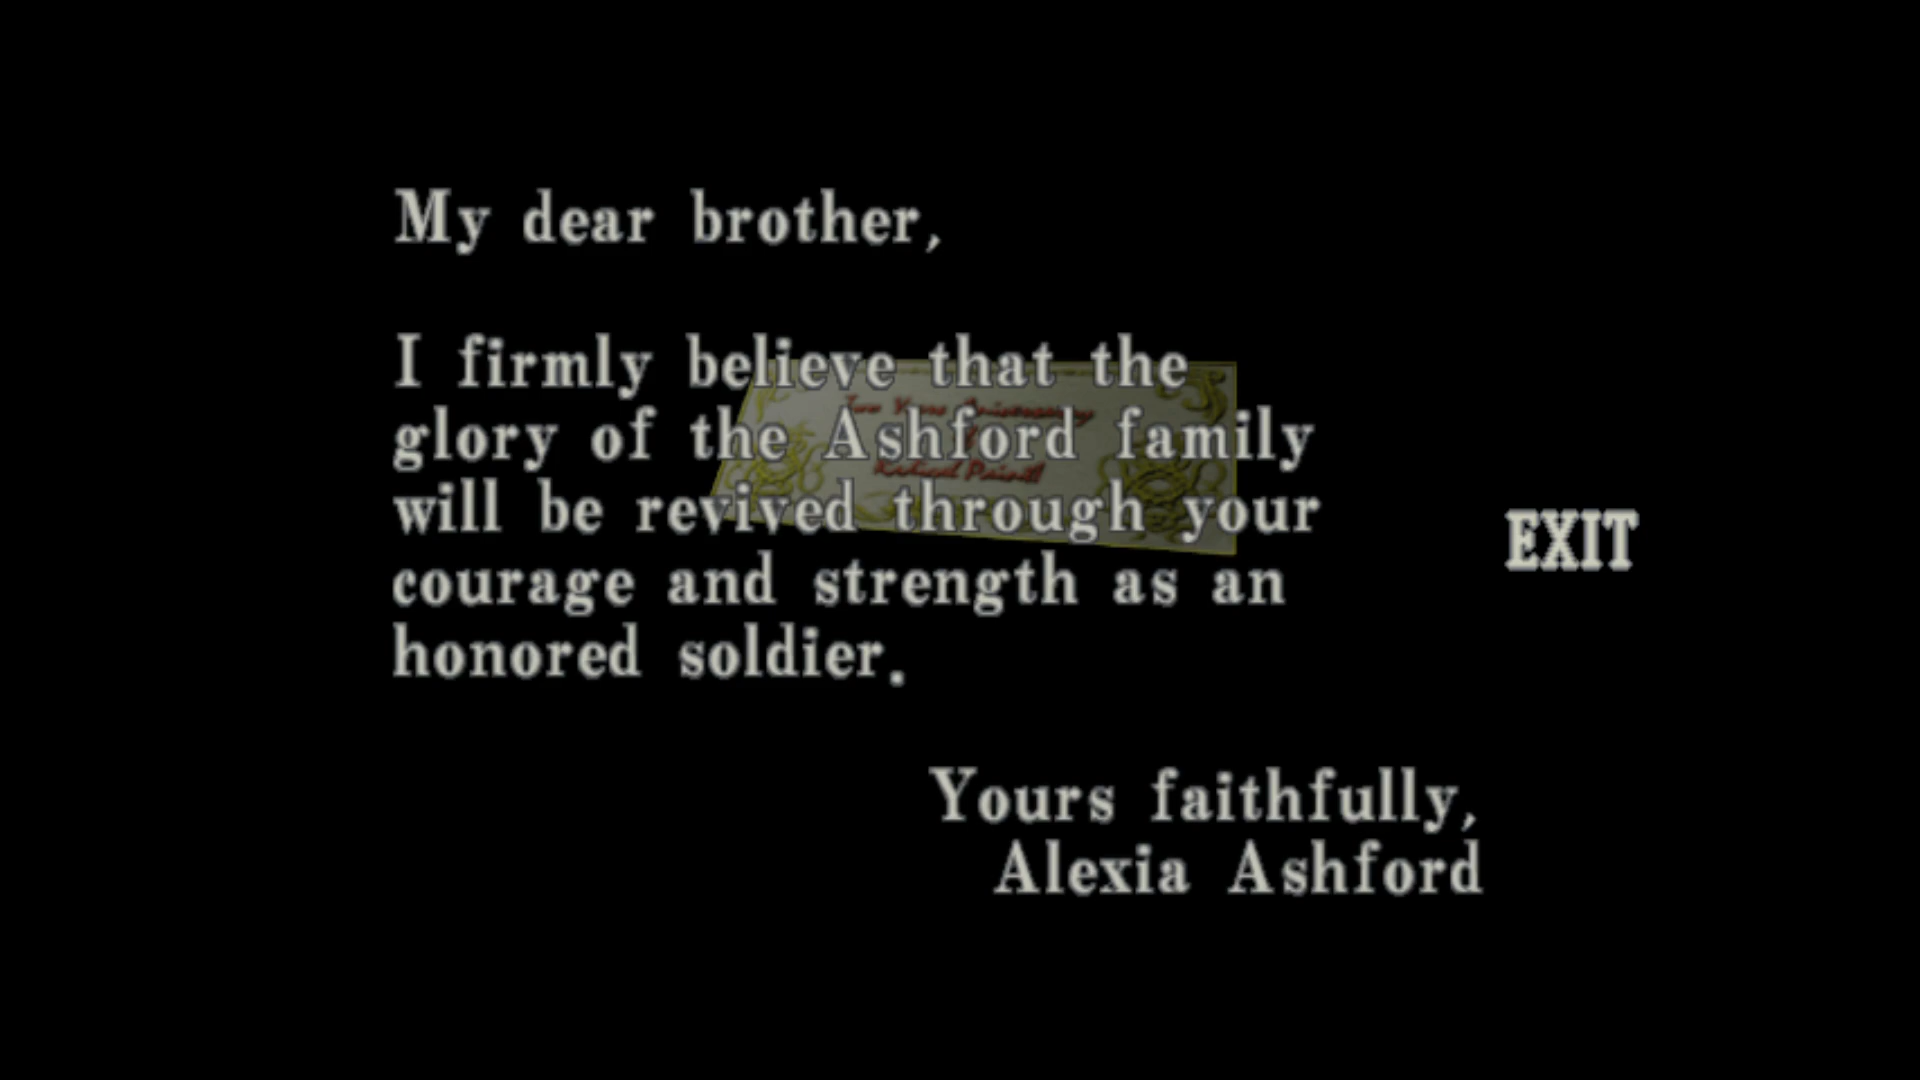 My dear brother,
I firmly believe that the
glory of the Ashford family
will be revived through your
courage and strength as an
honored soldier.
EXIT
Yours faithfully,
Alexia Ashford